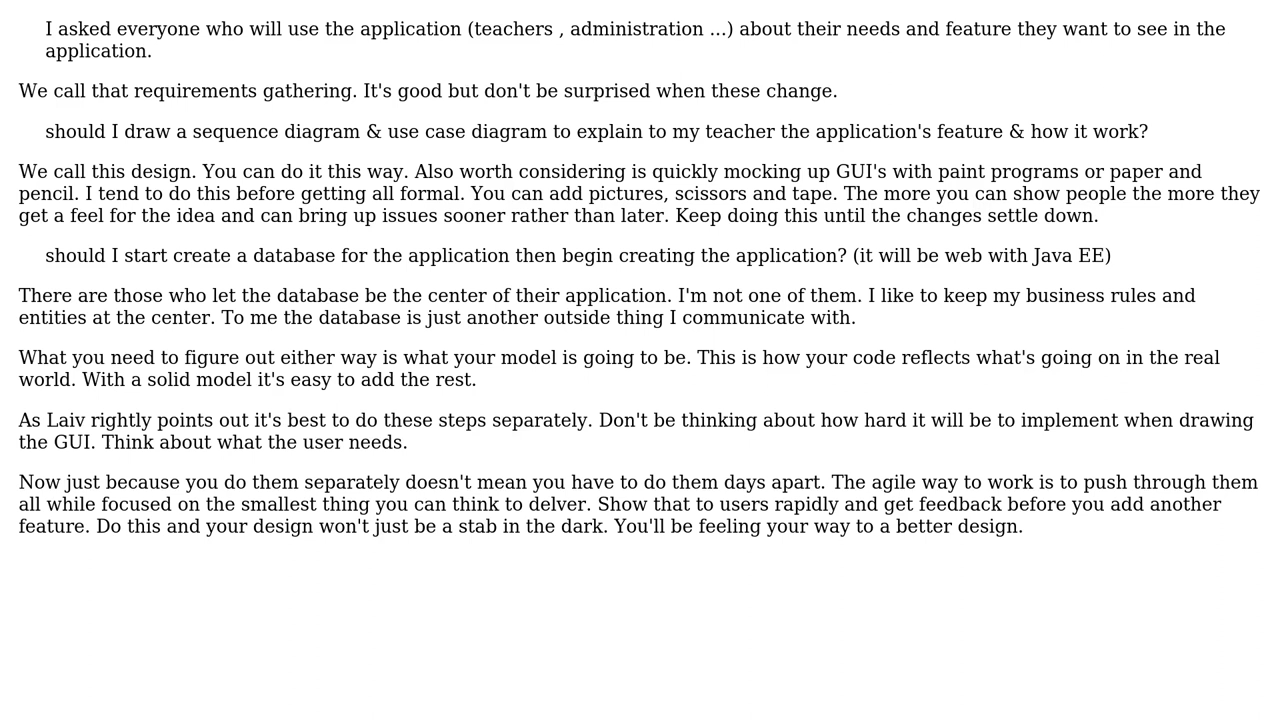 I asked everyone who will use the application (teachers , administration ...) about their needs and feature they want to see in the
application.
We call that requirements gathering. It's good but don't be surprised when these change.
should I draw a sequence diagram & use case diagram to explain to my teacher the application's feature & how it work?
We call this design. You can do it this way. Also worth considering is quickly mocking up GUI's with paint programs or paper and
pencil. I tend to do this before getting all formal. You can add pictures, scissors and tape. The more you can show people the more they
get a feel for the idea and can bring up issues sooner rather than later. Keep doing this until the changes settle down.
should I start create a database for the application then begin creating the application? (it will be web with Java EE)
There are those who let the database be the center of their application. I'm not one of them. I like to keep my business rules and
entities at the center. To me the database is just another outside thing I communicate with.
What you need to figure out either way is what your model is going to be. This is how your code reflects what's going on in the real
world. With a solid model it's easy to add the rest.
As Laiv rightly points out it's best to do these steps separately. Don't be thinking about how hard it will be to implement when drawing
the GUI. Think about what the user needs.
Now just because you do them separately doesn't mean you have to do them days apart. The agile way to work is to push through them
all while focused on the smallest thing you can think to delver. Show that to users rapidly and get feedback before you add another
feature. Do this and your design won't just be a stab in the dark. You'll be feeling your way to a better design.